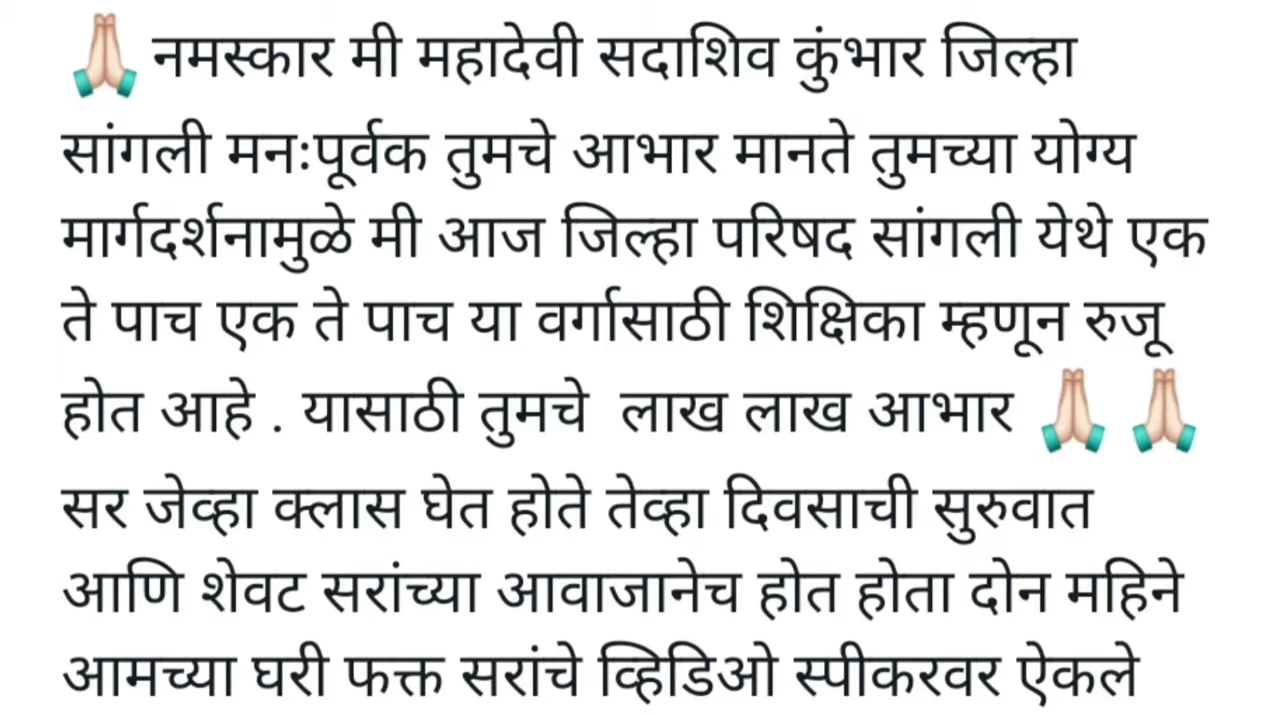 🙏🏻 नमस्कार मी महादेवी सदाशिव कुंभार जिल्हा
सांगली मनःपूर्वक तुमचे आभार मानते तुमच्या योग्य
मार्गदर्शनामुळे मी आज जिल्हा परिषद सांगली येथे एक
ते पाच एक ते पाच या वर्गासाठी शिक्षिका म्हणून रुजू
होत आहे . यासाठी तुमचे लाख लाख आभार 🙏🏻 🙏🏻
सर जेव्हा क्लास घेत होते तेव्हा दिवसाची सुरुवात
आणि शेवट सरांच्या आवाजानेच होत होता दोन महिने
आमच्या घरी फक्त सरांचे व्हिडिओ स्पीकरवर ऐकले